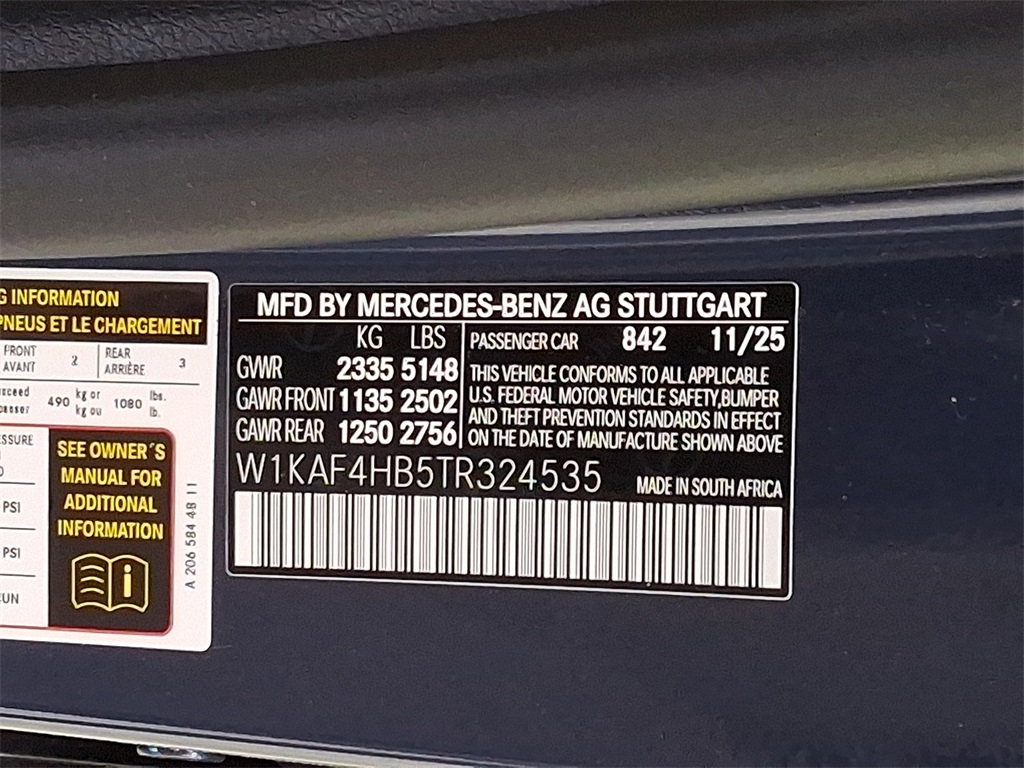 G INFORMATION
PNEUS ET LE CHARGEMENT
FRONT
AVANT
2
REAR
ARRIÈRE
3
490 kg or 1080 lbs.
kg ou lb.
SEE OWNER´S
MANUAL FOR
ADDITIONAL
INFORMATION
PSI
PSI
A 206 584 48 11
MFD BY MERCEDES-BENZ AG STUTTGART
KG LBS
GVWR 2335 5148
GAWR FRONT 1135 2502
GAWR REAR 1250 2756
PASSENGER CAR 842 11/25
THIS VEHICLE CONFORMS TO ALL APPLICABLE
U.S. FEDERAL MOTOR VEHICLE SAFETY,BUMPER
AND THEFT PREVENTION STANDARDS IN EFFECT
ON THE DATE OF MANUFACTURE SHOWN ABOVE
W1KAF4HB5TR324535
MADE IN SOUTH AFRICA